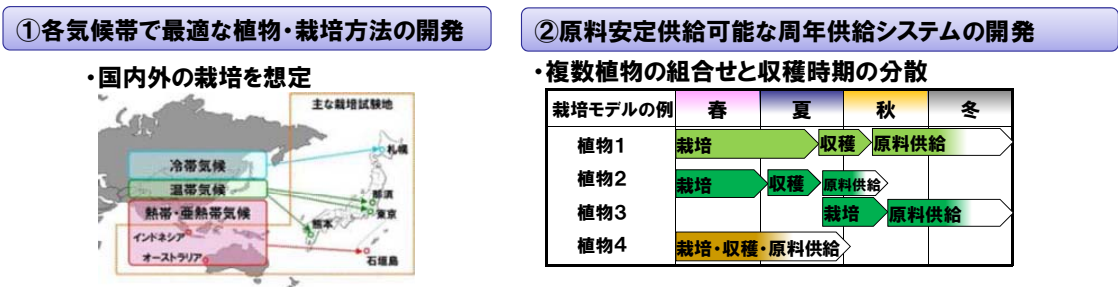 ①各気候帯で最適な植物・栽培方法の開発
・国内外の栽培を想定
主な栽培試験地
札幌
冷帯気候
温帯気候
那須
熱帯・亜熱帯気候
東京
熊本
インドネシア
オーストラリア
石垣島
②原料安定供給可能な周年供給システムの開発
・複数植物の組合せと収穫時期の分散
栽培モデルの例 春 夏 秋 冬
植物1 栽培 収穫 原料供給
植物2 栽培 収穫 原料供給
植物3 栽培 原料供給
植物4 栽培・収穫・原料供給